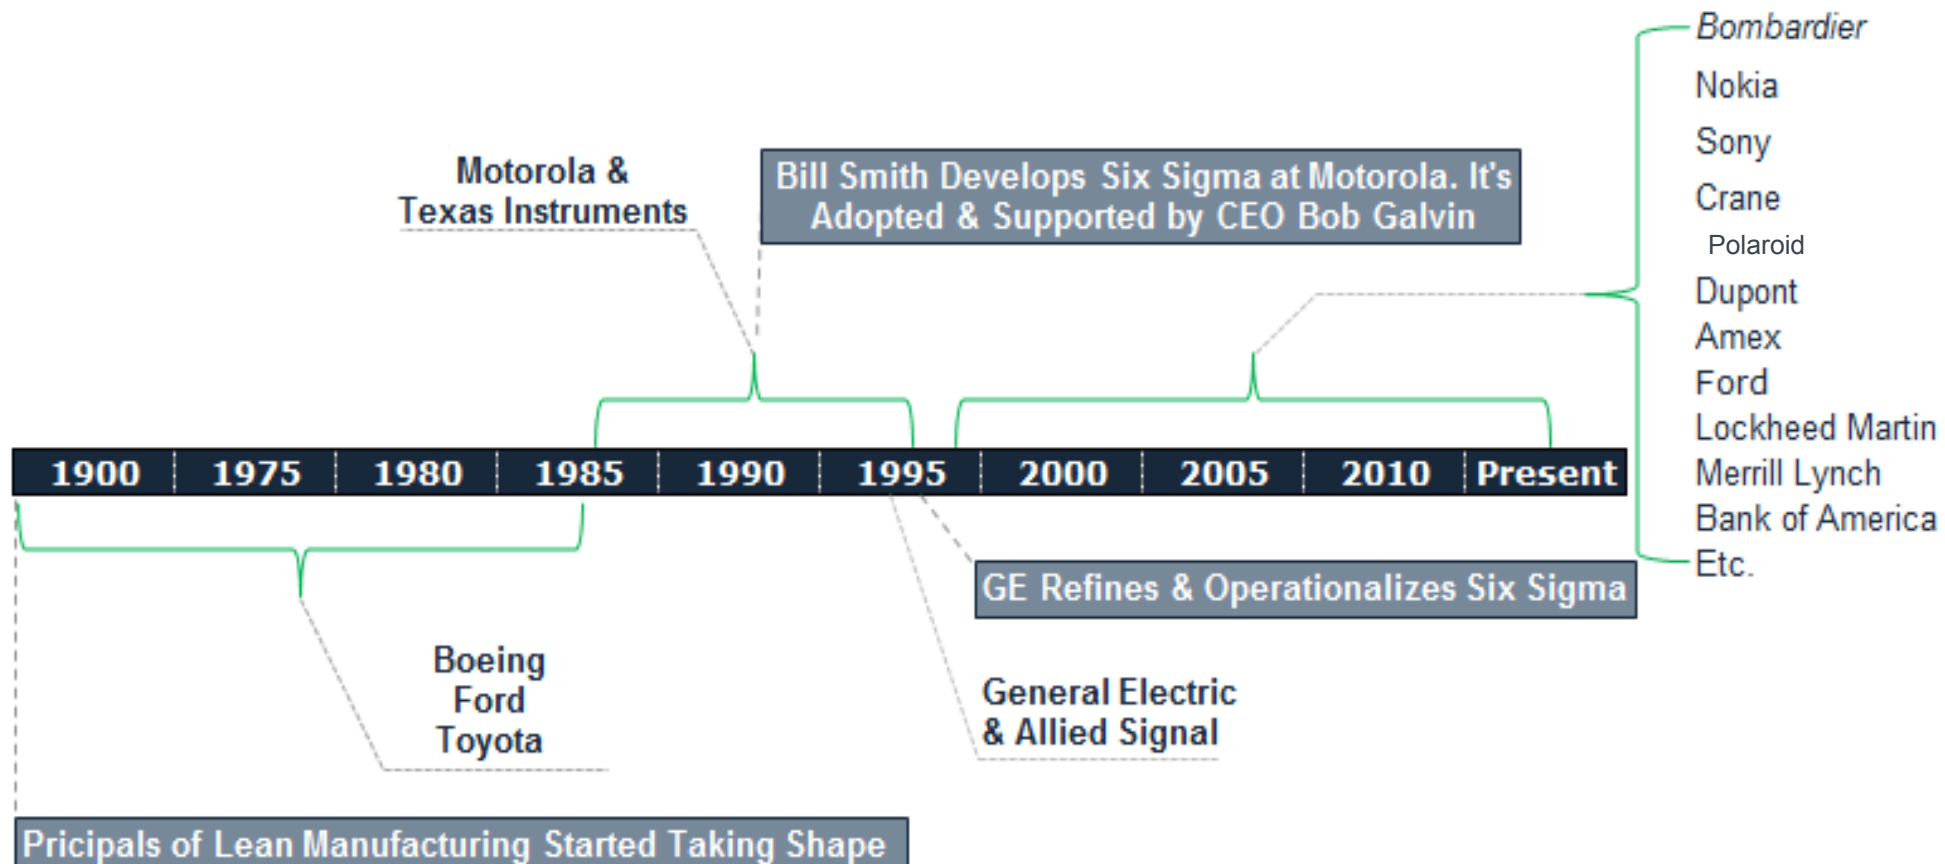 Bombardier
Nokia
Sony
Crane
Polaroid
Dupont
Amex
Ford
Lockheed Martin
Merrill Lynch
Bank of America
Etc.
Motorola &
Texas Instruments
Bill Smith Develops Six Sigma at Motorola. It's
Adopted & Supported by CEO Bob Galvin
1900 1975 1980 1985 1990 1995 2000 2005 2010 Present
GE Refines & Operationalizes Six Sigma
Boeing
Ford
Toyota
General Electric
& Allied Signal
Pricipals of Lean Manufacturing Started Taking Shape